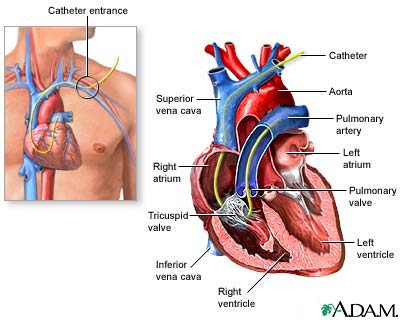 Catheter entrance
Catheter
Aorta
Superior
vena cava
Pulmonary
artery
Left
atrium
Right
atrium
Pulmonary
valve
Tricuspid
valve
Left
ventricle
Inferior
vena cava
Right
ventricle
A.D.A.M.